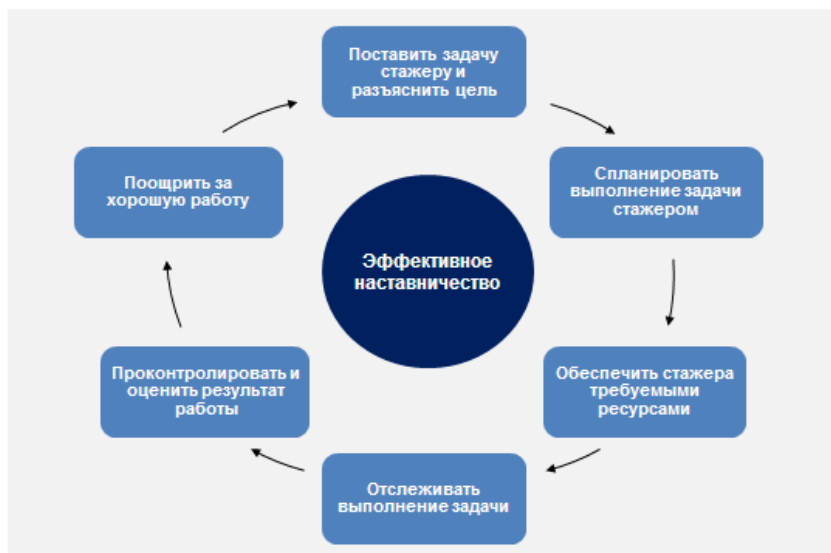 Поставить задачу
стажеру и
разъяснить цель
Спланировать
выполнение задачи
стажером
Обеспечить стажера
требуемыми
ресурсами
Отслеживать
выполнение задачи
Проконтролировать и
оценить результат
работы
Поощрить за
хорошую работу
Эффективное
наставничество